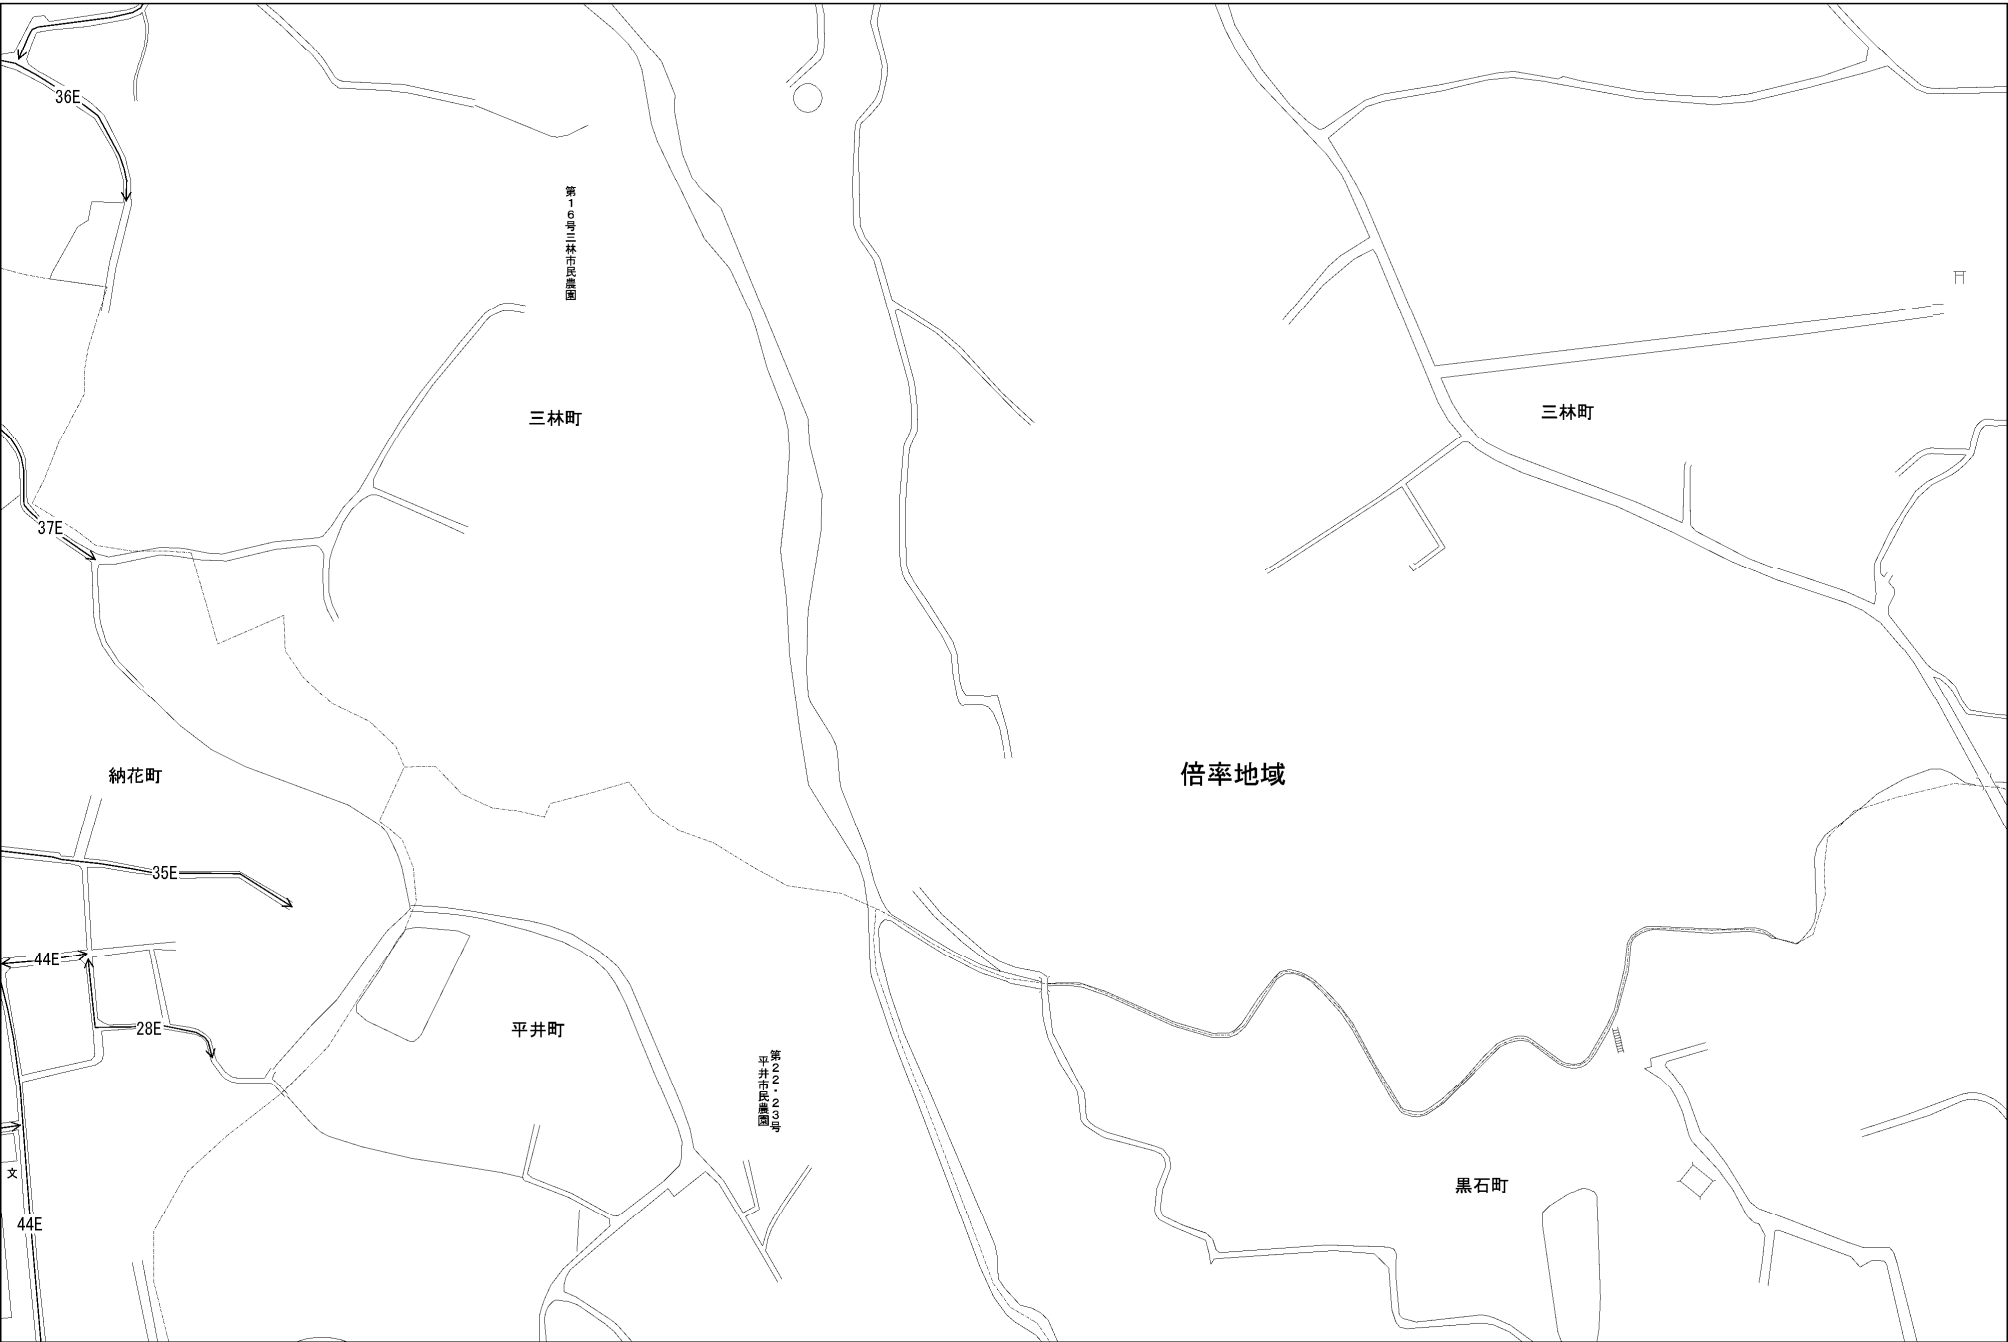 36E
第16号三林市民農園
三林町
三林町
37E
倍率地域
納花町
35E
44E
28E
平井町
第22・23号
平井市民農園
文
黒石町
44E